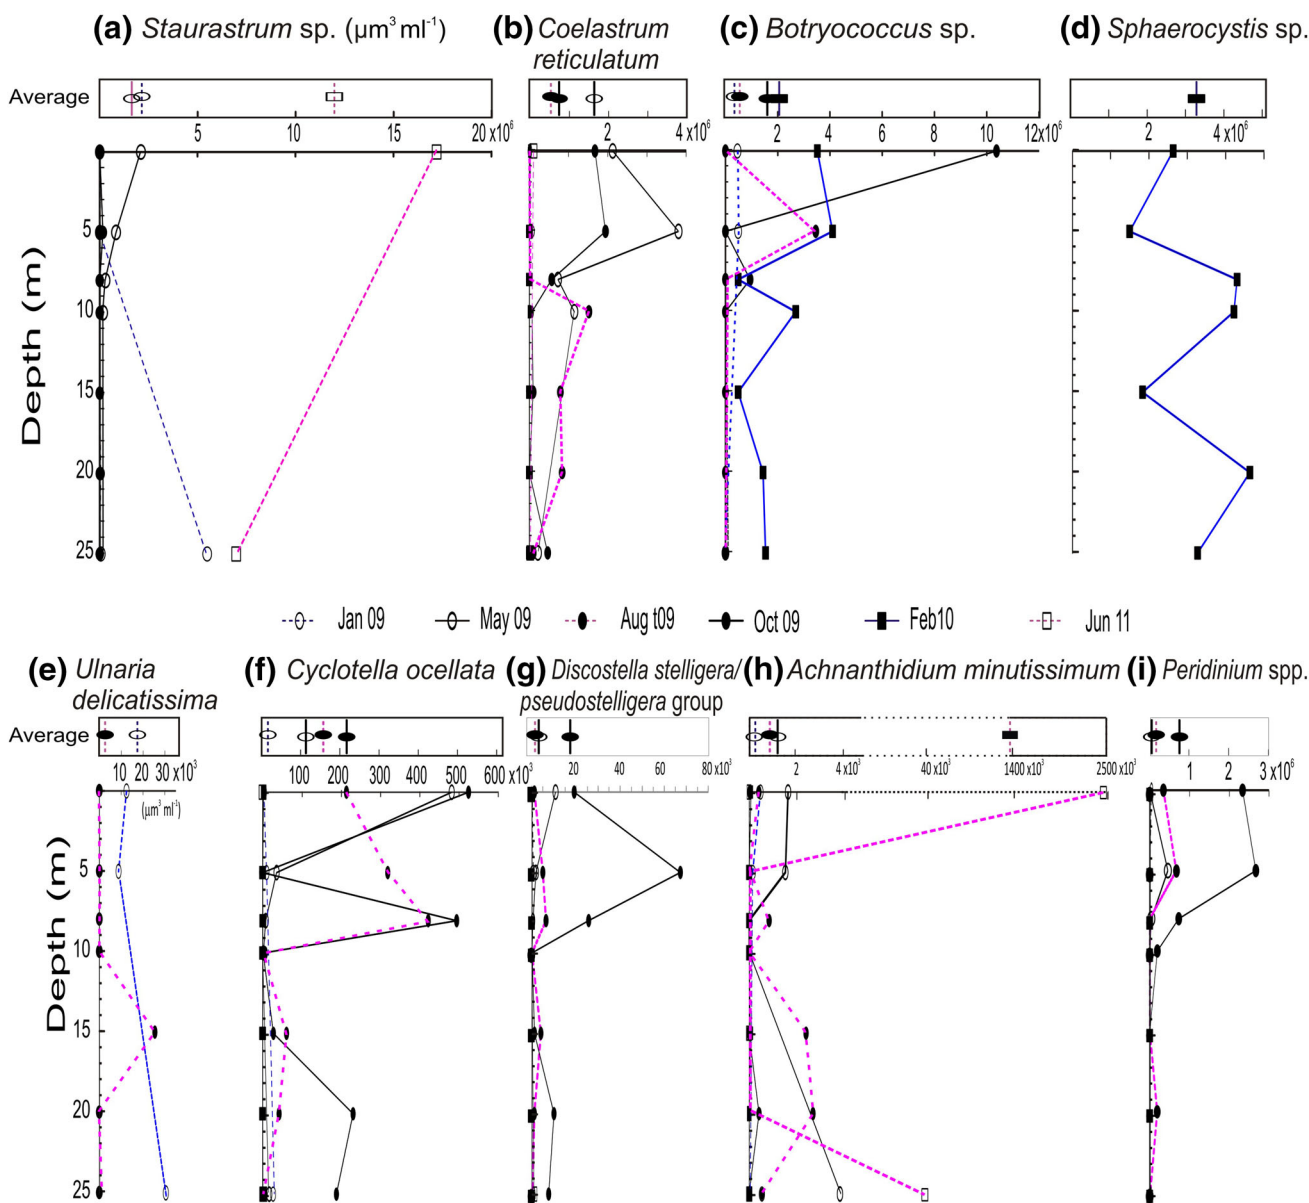 (a) Staurastrum sp. (μm³ ml⁻¹)
(b) Coelastrum
reticulatum
(c) Botryococcus sp.
(d) Sphaerocystis sp.
Average
5 10 15 20 x10⁶
2 4 x10⁶
2 4 6 8 10 12x10⁶
2 4 x10⁶
Depth (m)
5
10
15
20
25
Jan 09 May 09 Aug t09 Oct 09 Feb10 Jun 11
(e) Ulnaria
delicatissima
(f) Cyclotella ocellata
(g) Discostella stelligera/
pseudostelligera group
(h) Achnanthidium minutissimum
(i) Peridinium spp.
Average
10 30 x10³
(μm³ ml⁻¹)
100 200 300 400 500 600 x10³
20 40 60 80 x10³
2 4 x10³ 40 x10³ 1400 x10³ 2500 x10³
1 2 3 x10⁶
Depth (m)
0
5
10
15
20
25